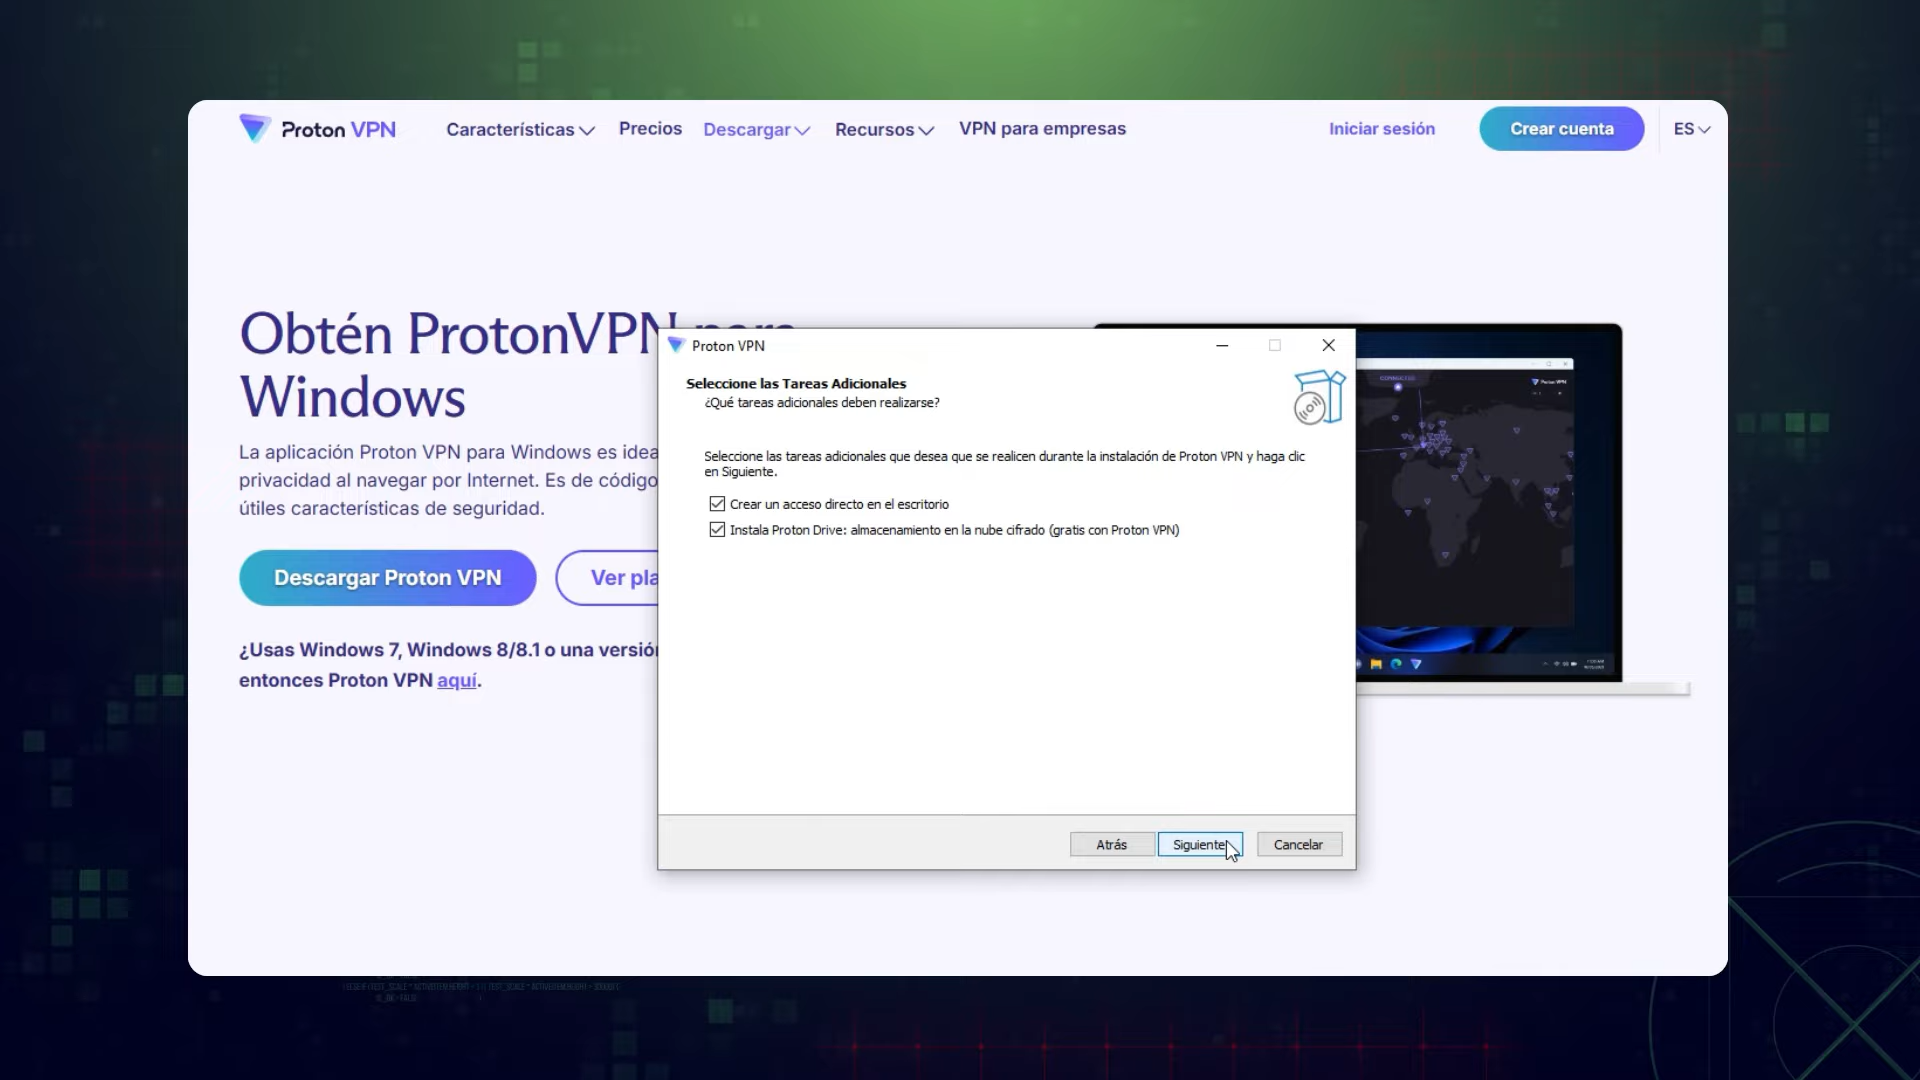 Proton VPN
Características
Precios
Descargar
Recursos
VPN para empresas
Iniciar sesión
Crear cuenta
ES
Obtén ProtonVPN para
Windows
La aplicación Proton VPN para Windows es idea
privacidad al navegar por Internet. Es de código
útiles características de seguridad.
Descargar Proton VPN
Ver pla
¿Usas Windows 7, Windows 8/8.1 o una versión
entonces Proton VPN aquí.
Proton VPN
Seleccione las Tareas Adicionales
¿Qué tareas adicionales deben realizarse?
Seleccione las tareas adicionales que desea que se realicen durante la instalación de Proton VPN y haga clic
en Siguiente.
Crear un acceso directo en el escritorio
Instala Proton Drive: almacenamiento en la nube cifrado (gratis con Proton VPN)
Atrás
Siguiente
Cancelar
Proton VPN